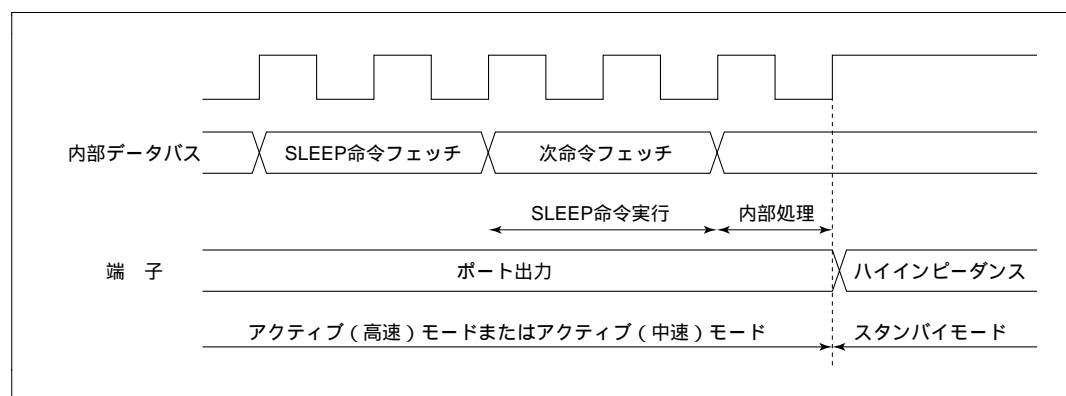 内部データバス SLEEP命令フェッチ 次命令フェッチ
SLEEP命令実行 内部処理
端 子 ポート出力 ハイインピーダンス
アクティブ(高速)モードまたはアクティブ(中速)モード スタンバイモード